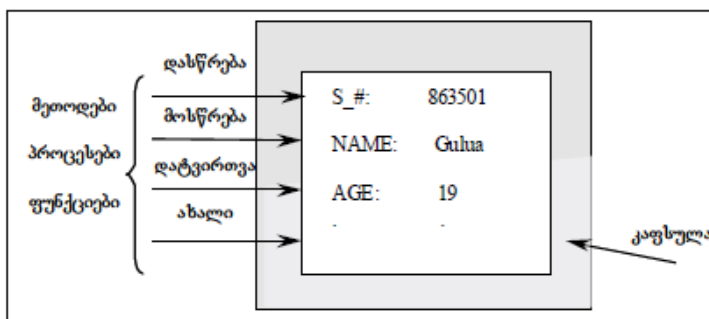 დასწრება
S_#: 863501
მეთოდები
მოსწრება
NAME: Gulua
პროცესები
დატვირთვა
AGE: 19
ფუნქციები
ახალი
. .
კაფსულა